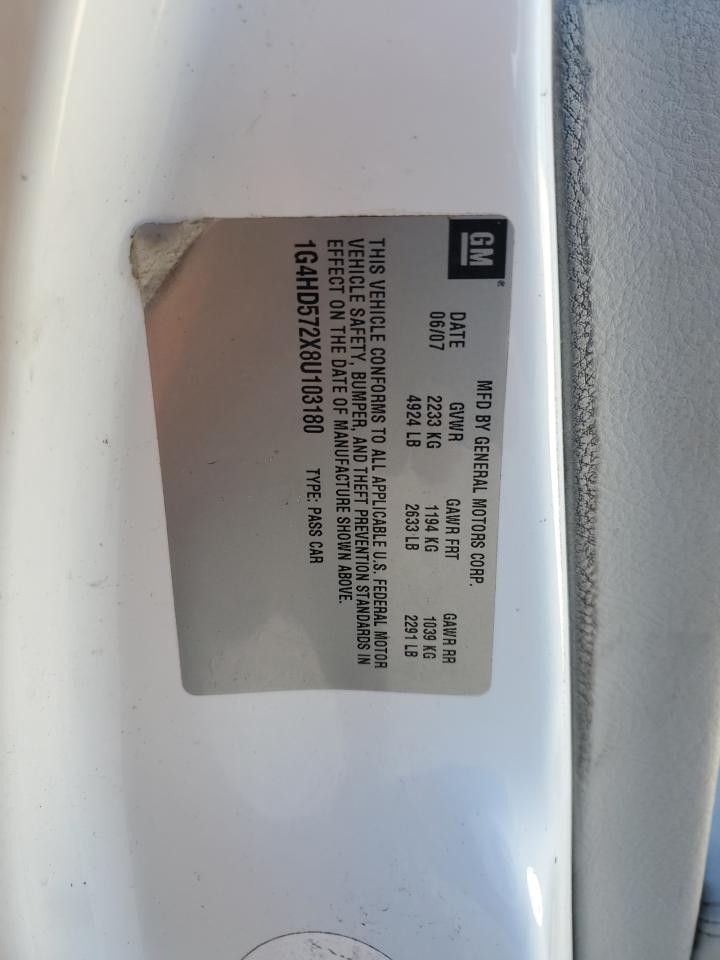 GM®
MFD BY GENERAL MOTORS CORP.
DATE GVWR GAWR FRT GAWR RR
06/07 2233 KG 1194 KG 1039 KG
4924 LB 2633 LB 2291 LB
THIS VEHICLE CONFORMS TO ALL APPLICABLE U.S. FEDERAL MOTOR
VEHICLE SAFETY, BUMPER, AND THEFT PREVENTION STANDARDS IN
EFFECT ON THE DATE OF MANUFACTURE SHOWN ABOVE.
1G4HD572X8U103180 TYPE: PASS CAR